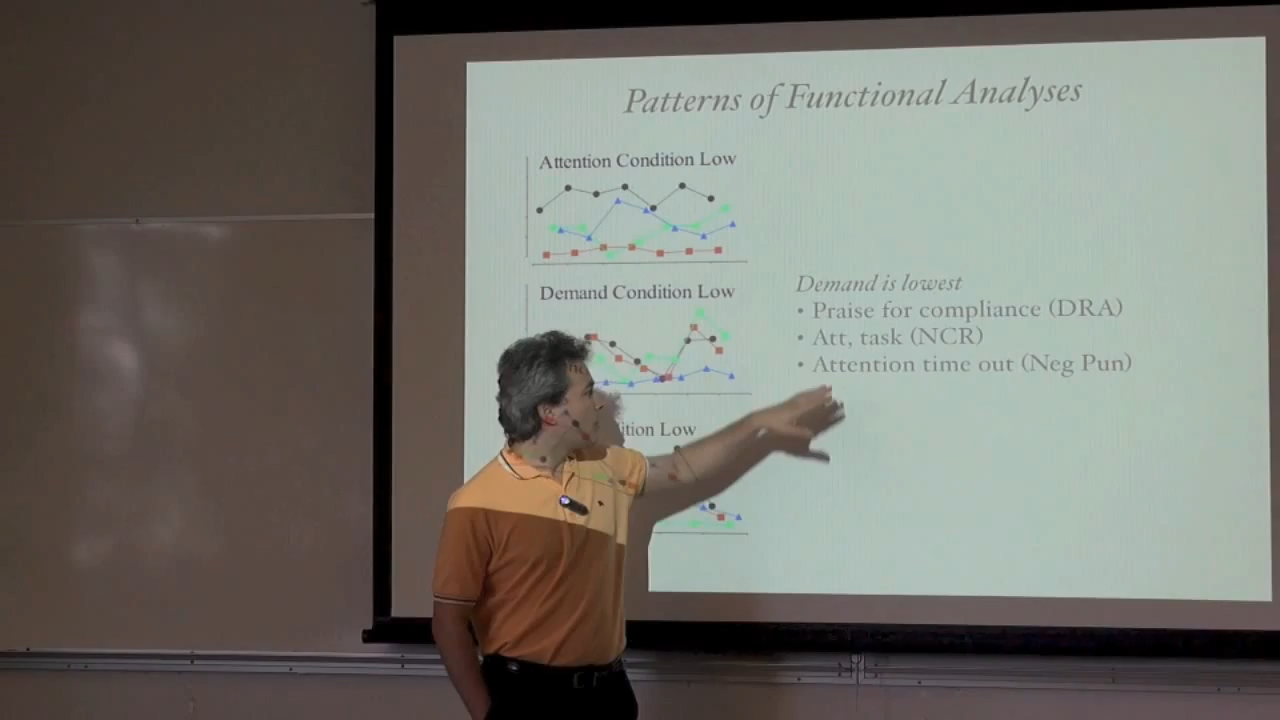 Patterns of Functional Analyses
Attention Condition Low
Demand Condition Low
Low
Demand is lowest
• Praise for compliance (DRA)
• Att, task (NCR)
• Attention time out (Neg Pun)